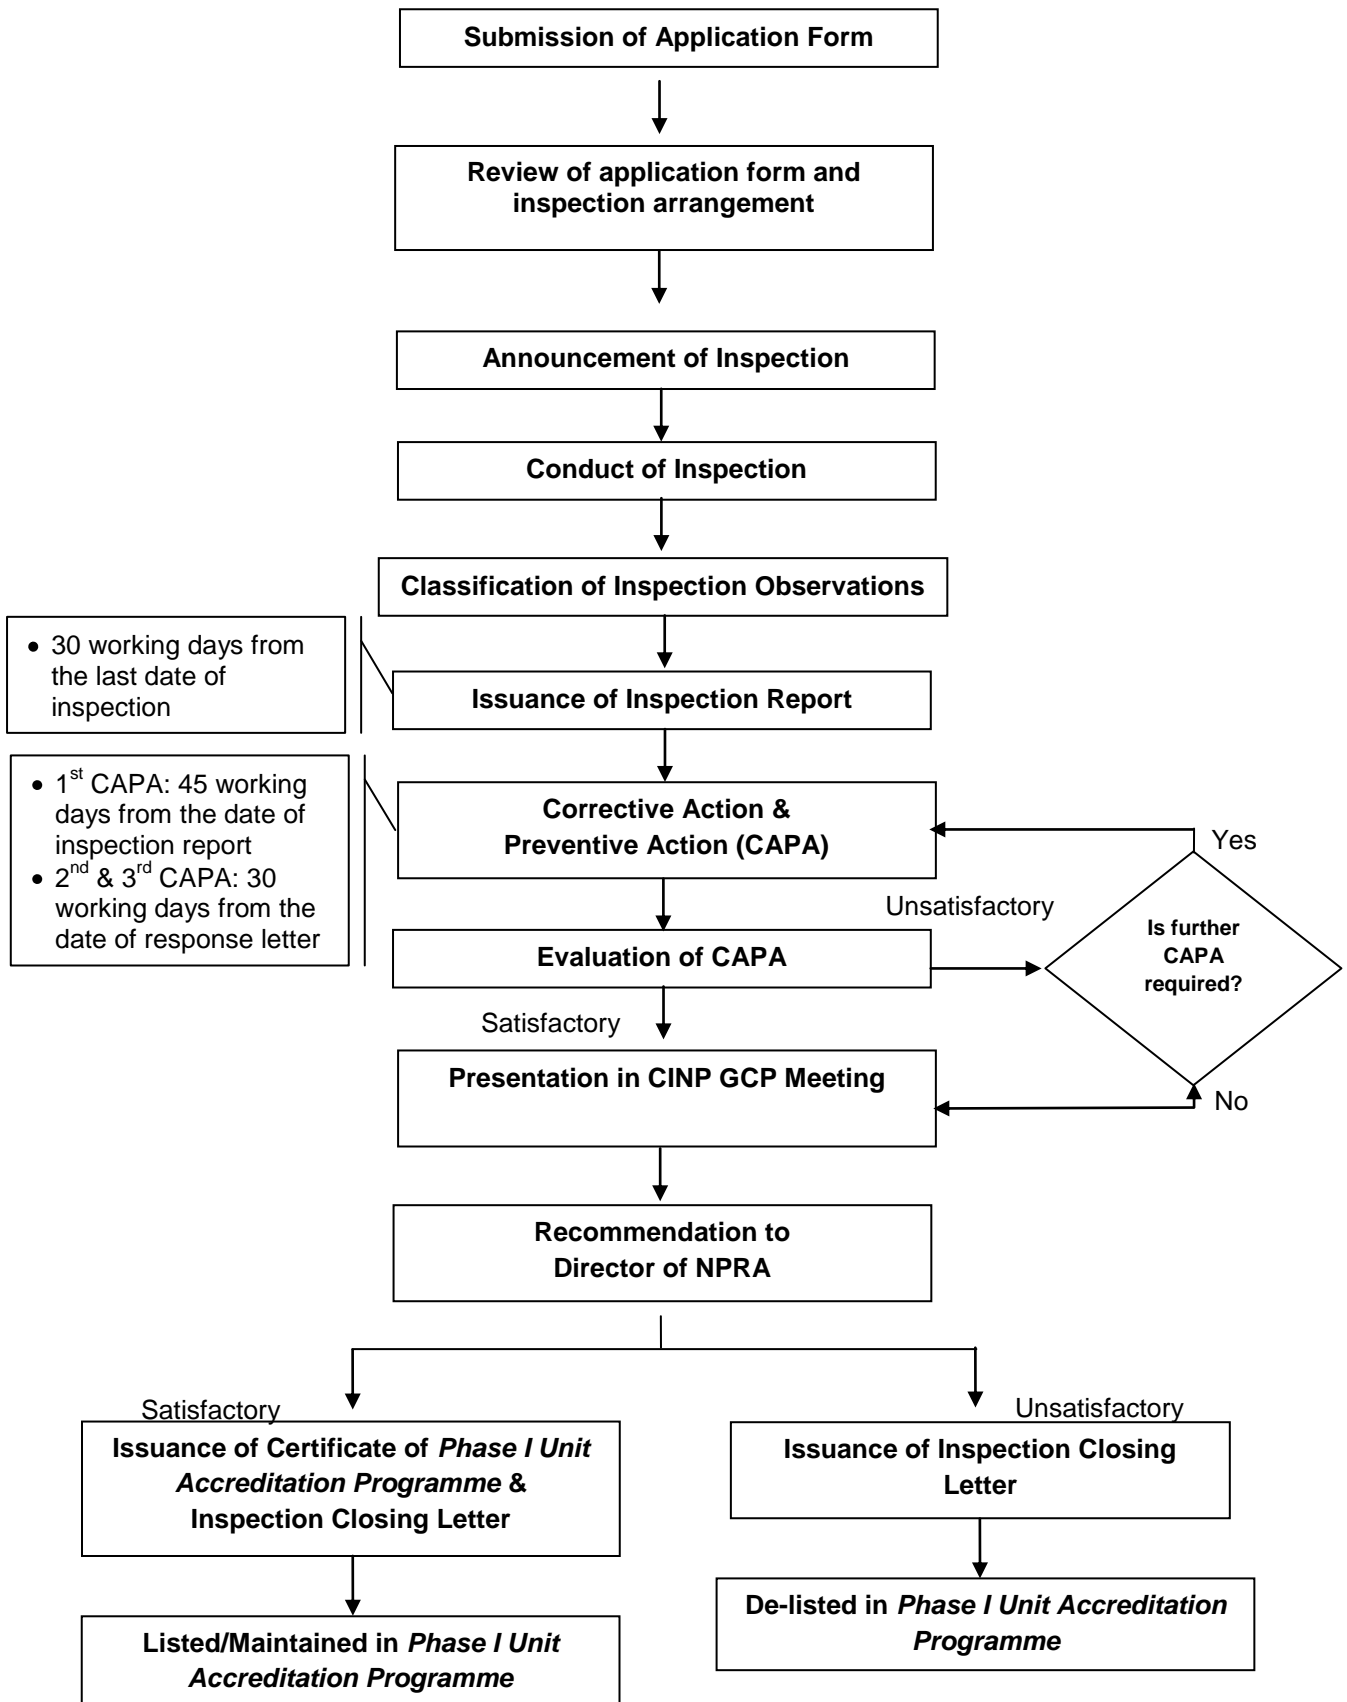 Submission of Application Form
Review of application form and
inspection arrangement
Announcement of Inspection
Conduct of Inspection
Classification of Inspection Observations
• 30 working days from
the last date of
inspection
Issuance of Inspection Report
• 1st CAPA: 45 working
days from the date of
inspection report
• 2nd & 3rd CAPA: 30
working days from the
date of response letter
Corrective Action &
Preventive Action (CAPA)
Yes
Unsatisfactory
Is further
CAPA
required?
Evaluation of CAPA
Satisfactory
Presentation in CINP GCP Meeting
No
Recommendation to
Director of NPRA
Satisfactory
Issuance of Certificate of Phase I Unit
Accreditation Programme &
Inspection Closing Letter
Unsatisfactory
Issuance of Inspection Closing
Letter
Listed/Maintained in Phase I Unit
Accreditation Programme
De-listed in Phase I Unit Accreditation
Programme